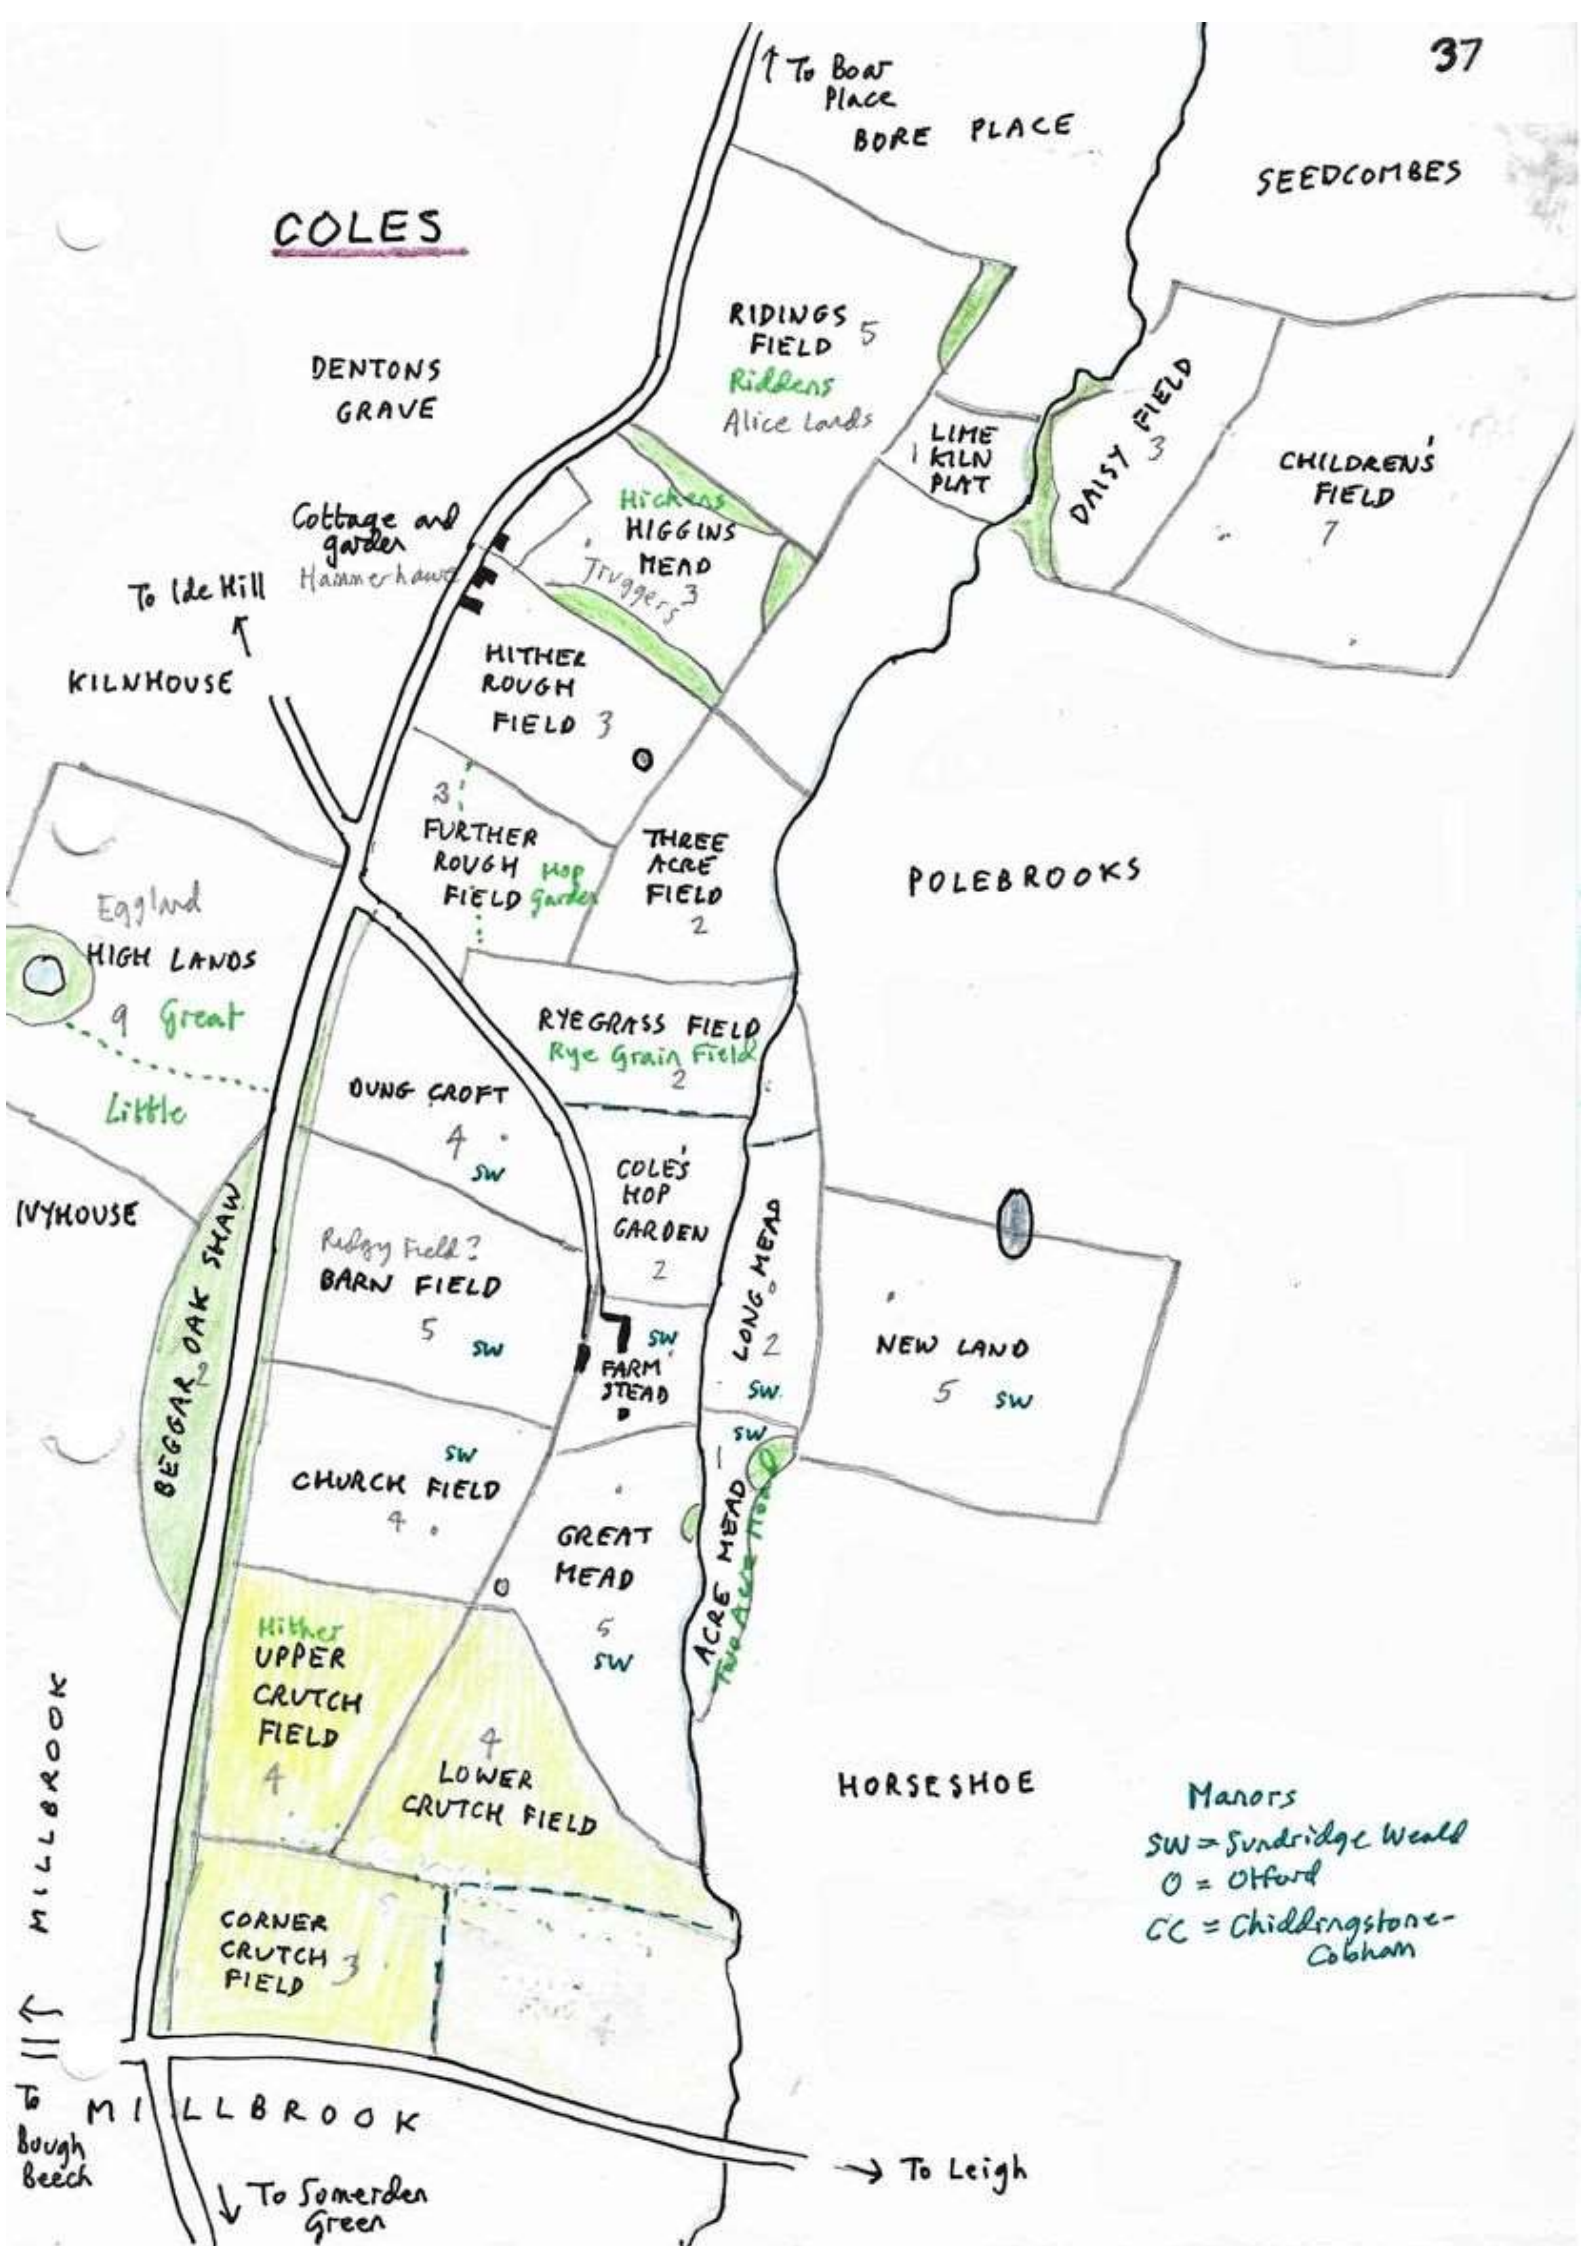 37
↑ To Boar
Place
BORE PLACE
SEEDCOMBES
COLES
DENTONS
GRAVE
RIDINGS
FIELD 5
Riddens
Alice Lands
LIME
1 KILN
PLAT
DAISY FIELD
3
CHILDREN'S
FIELD
7
Cottage and
garden
Hammerhawe
Hickens
HIGGINS
MEAD
3
Truggers
To Ide Hill
KILNHOUSE
HITHER
ROUGH
FIELD 3
3
FURTHER
ROUGH
FIELD
Hop
Garden
THREE
ACRE
FIELD
2
POLEBROOKS
Eggland
HIGH LANDS
9 Great
Little
RYEGRASS FIELD
Rye Grain Field
2
DUNG CROFT
4
SW
IVYHOUSE
COLE'S
HOP
GARDEN
2
LONG MEAD
2
SW
BEGGAR OAK SHAW
2
Ridgy Field?
BARN FIELD
5 SW
SW
FARM
STEAD
NEW LAND
5 SW
SW
CHURCH FIELD
4
SW
1
ACRE MEAD
Two Acre Mead
GREAT
MEAD
5
SW
Hither
UPPER
CRUTCH
FIELD
4
4
LOWER
CRUTCH FIELD
HORSESHOE
Manors
SW = Sundridge Weald
O = Otford
CC = Chiddingstone-
Cobham
MILLBROOK
CORNER
CRUTCH
FIELD 3
To
Bough
Beech
MILLBROOK
→ To Leigh
↓ To Somerden
Green